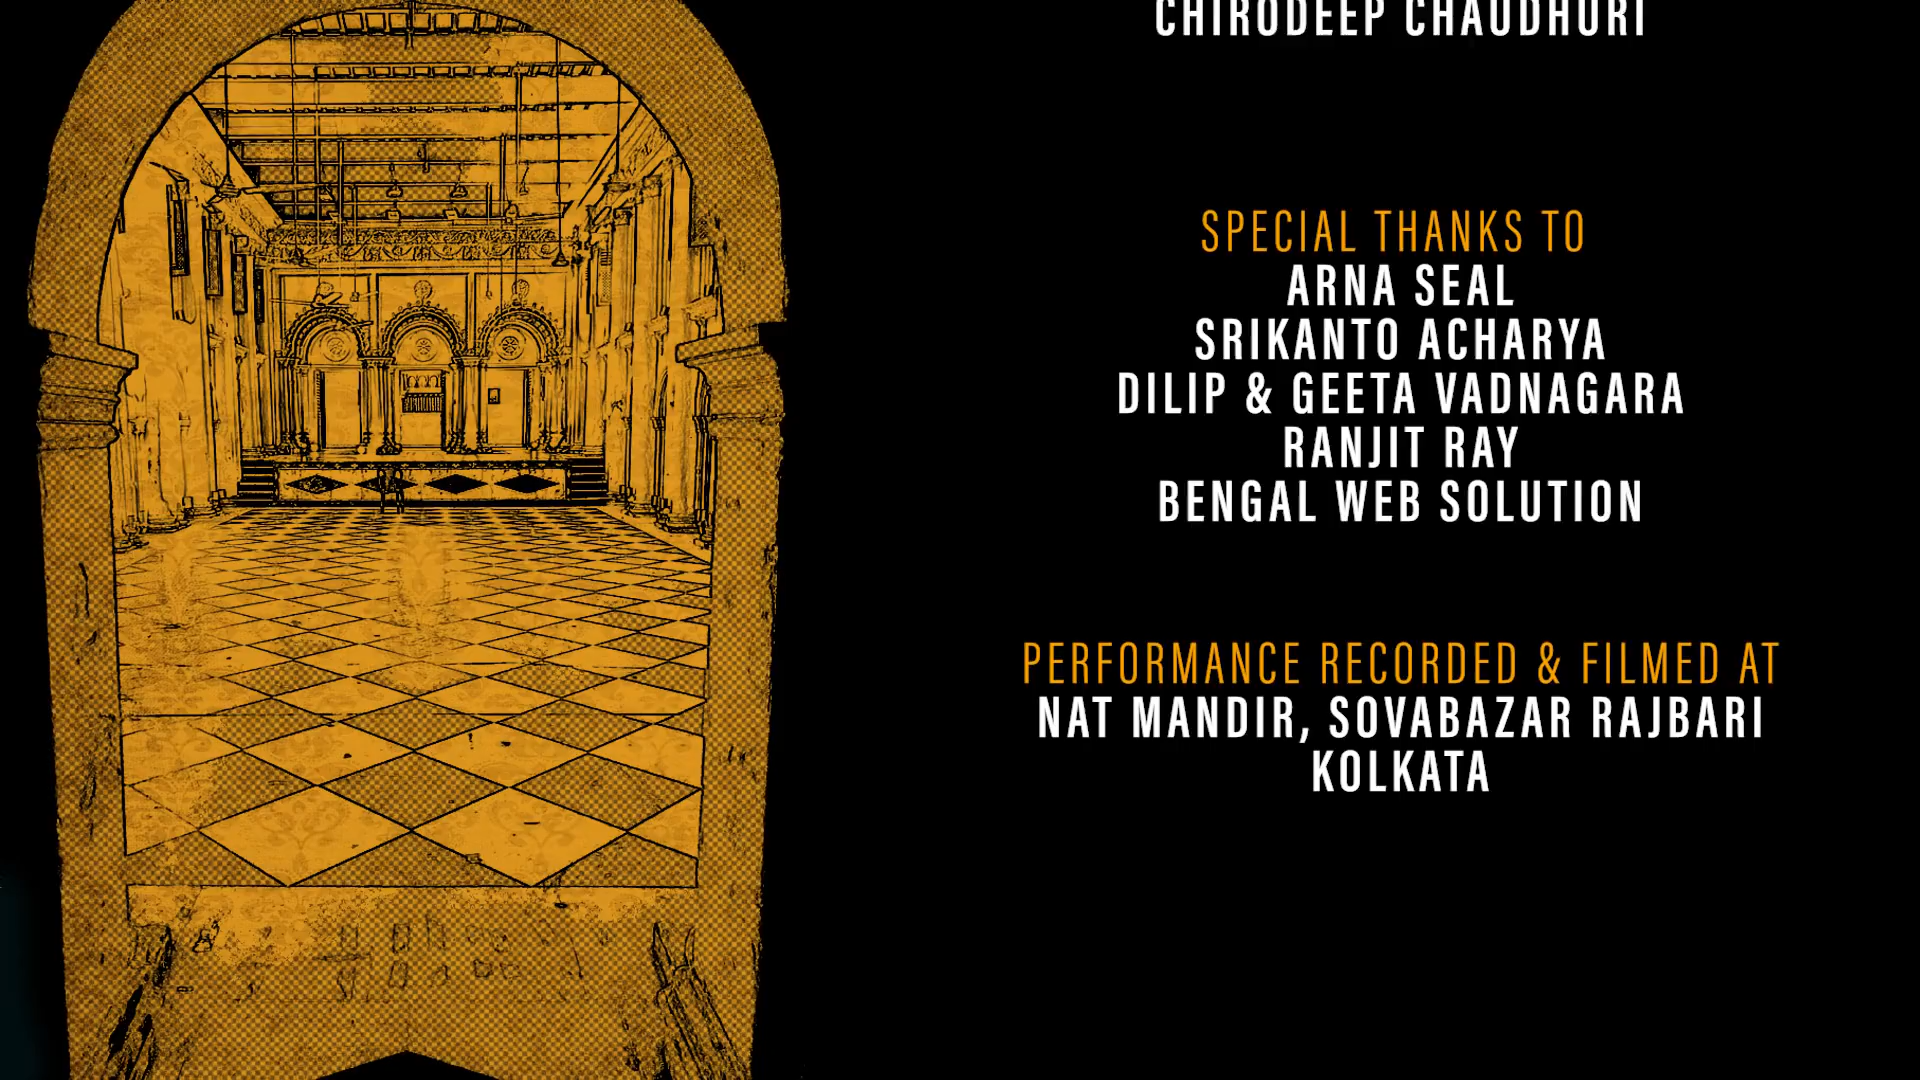 CHIRODEEP CHAUDHURI
SPECIAL THANKS TO
ARNA SEAL
SRIKANTO ACHARYA
DILIP & GEETA VADNAGARA
RANJIT RAY
BENGAL WEB SOLUTION
PERFORMANCE RECORDED & FILMED AT
NAT MANDIR, SOVABAZAR RAJBARI
KOLKATA